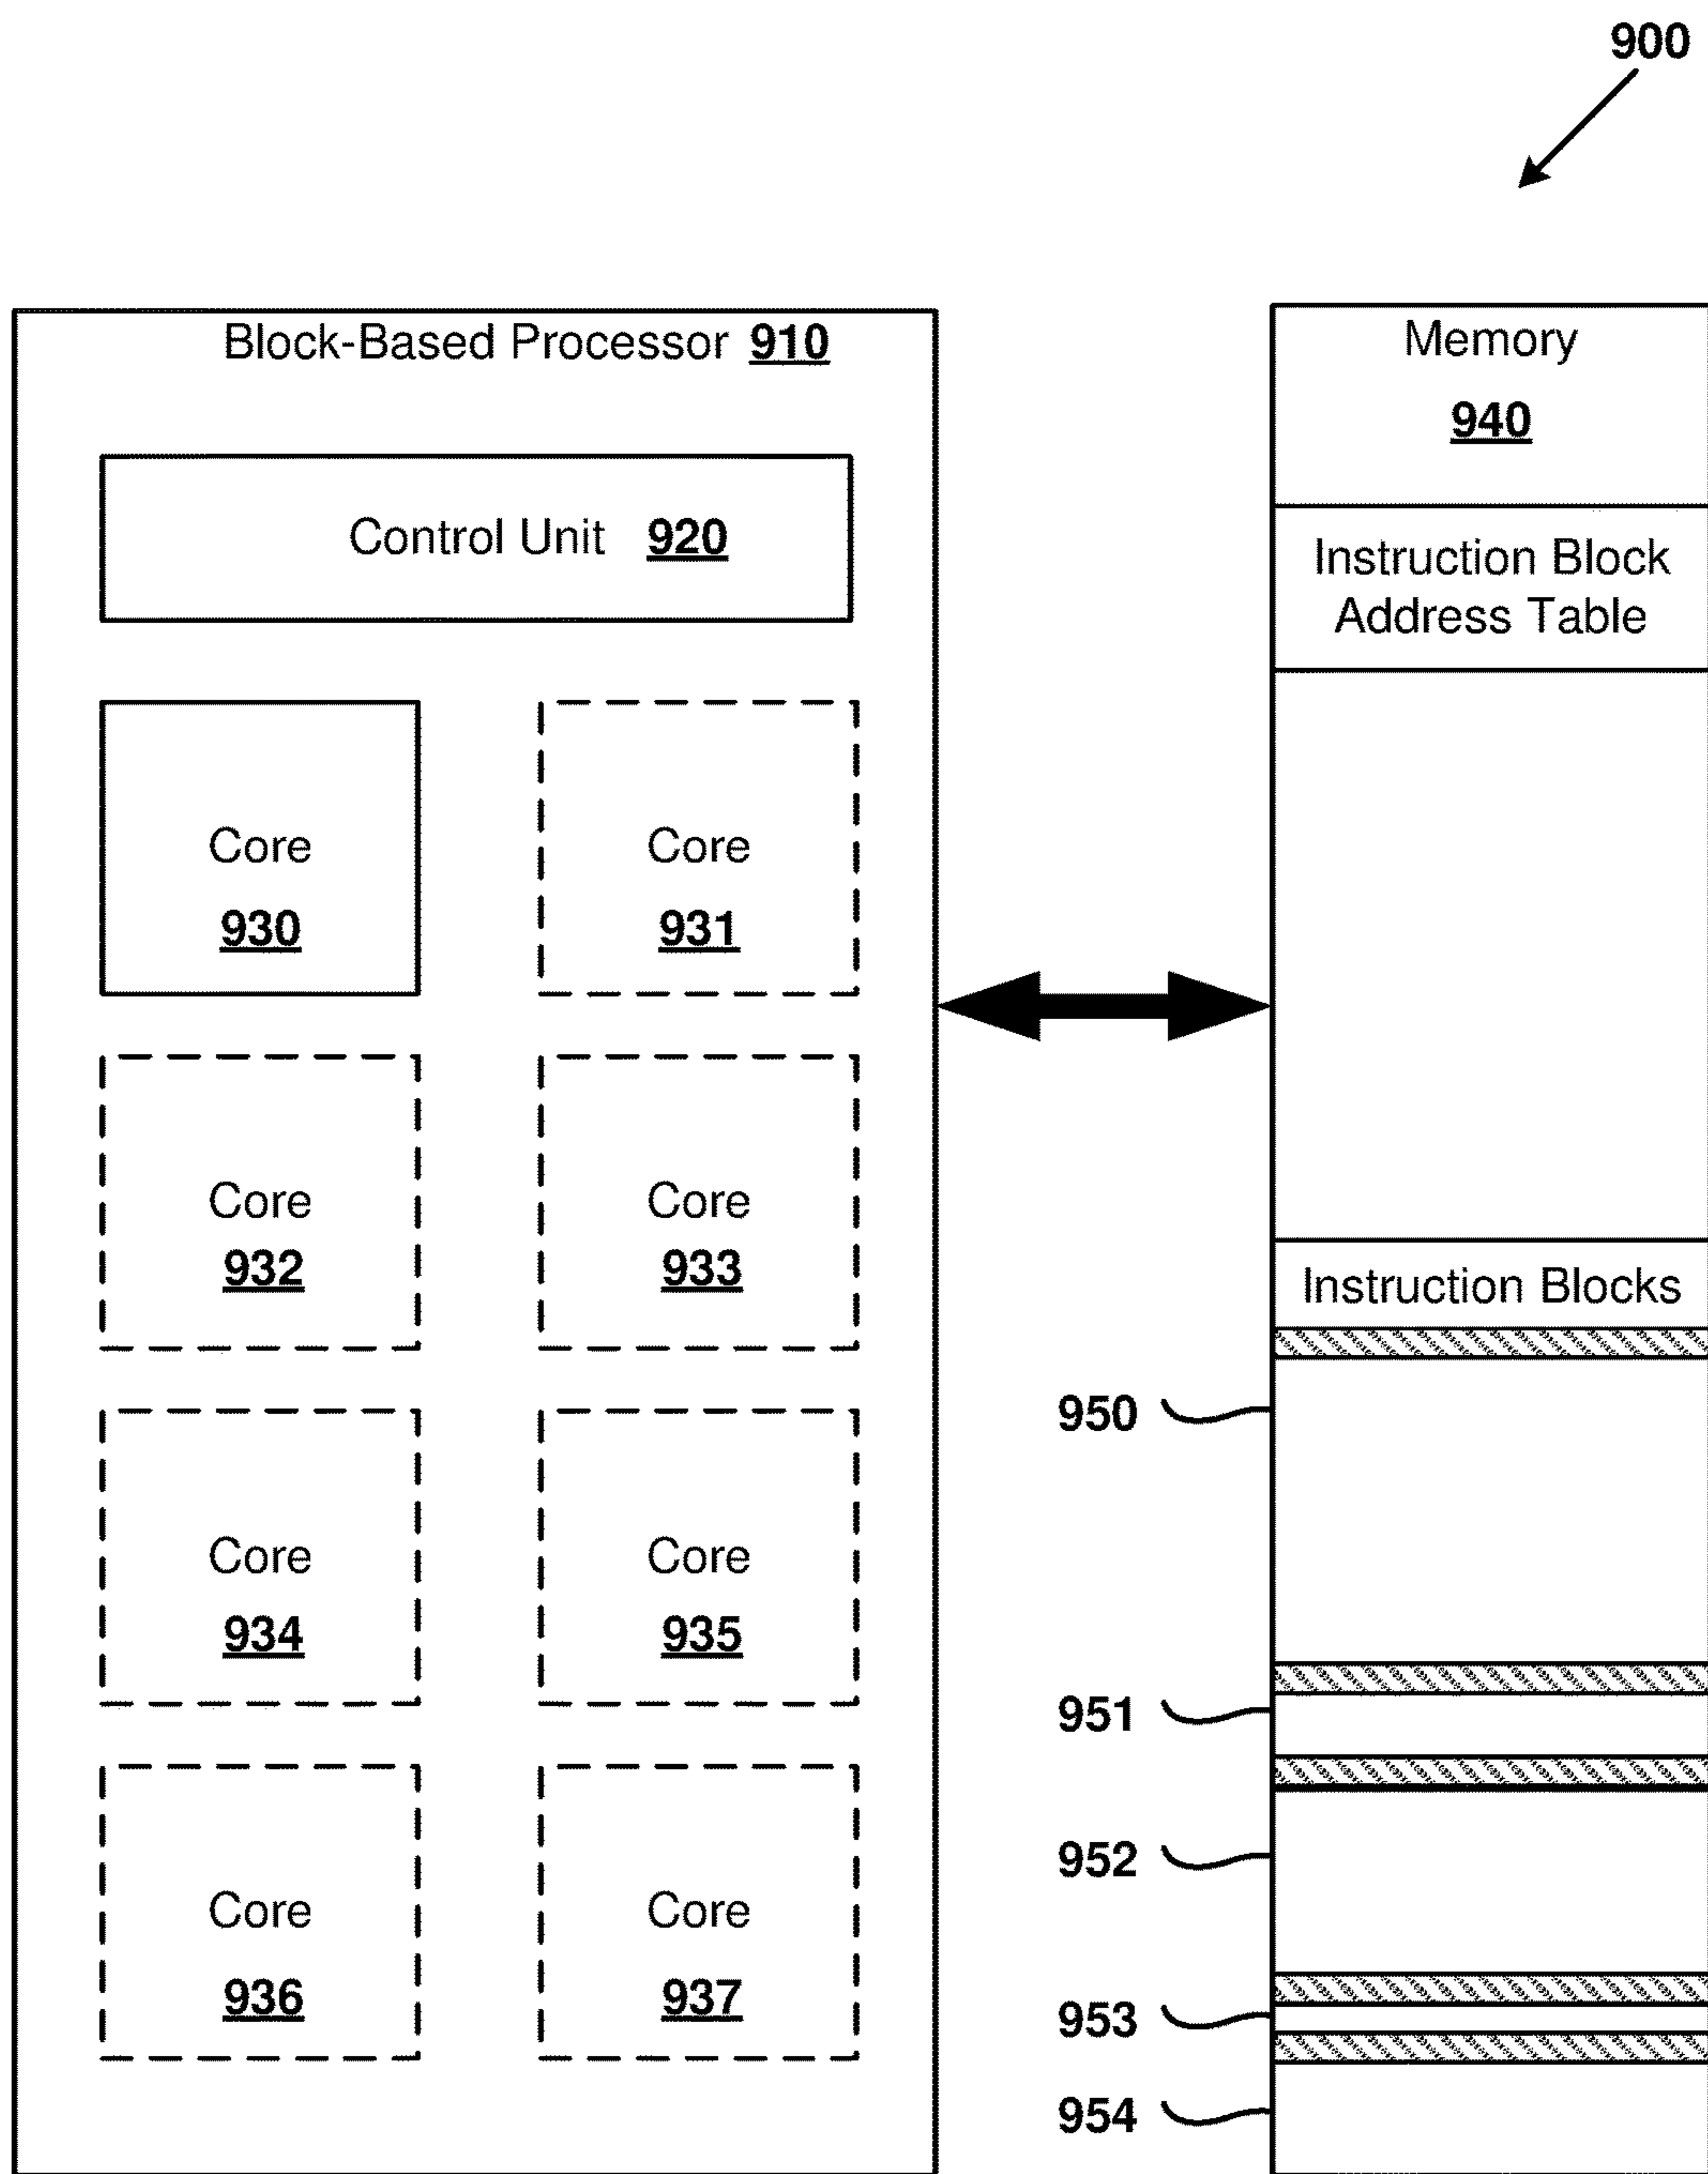 900
Block-Based Processor 910
Control Unit 920
Core
930
Core
931
Core
932
Core
933
Core
934
Core
935
Core
936
Core
937
Memory
940
Instruction Block
Address Table
Instruction Blocks
950
951
952
953
954